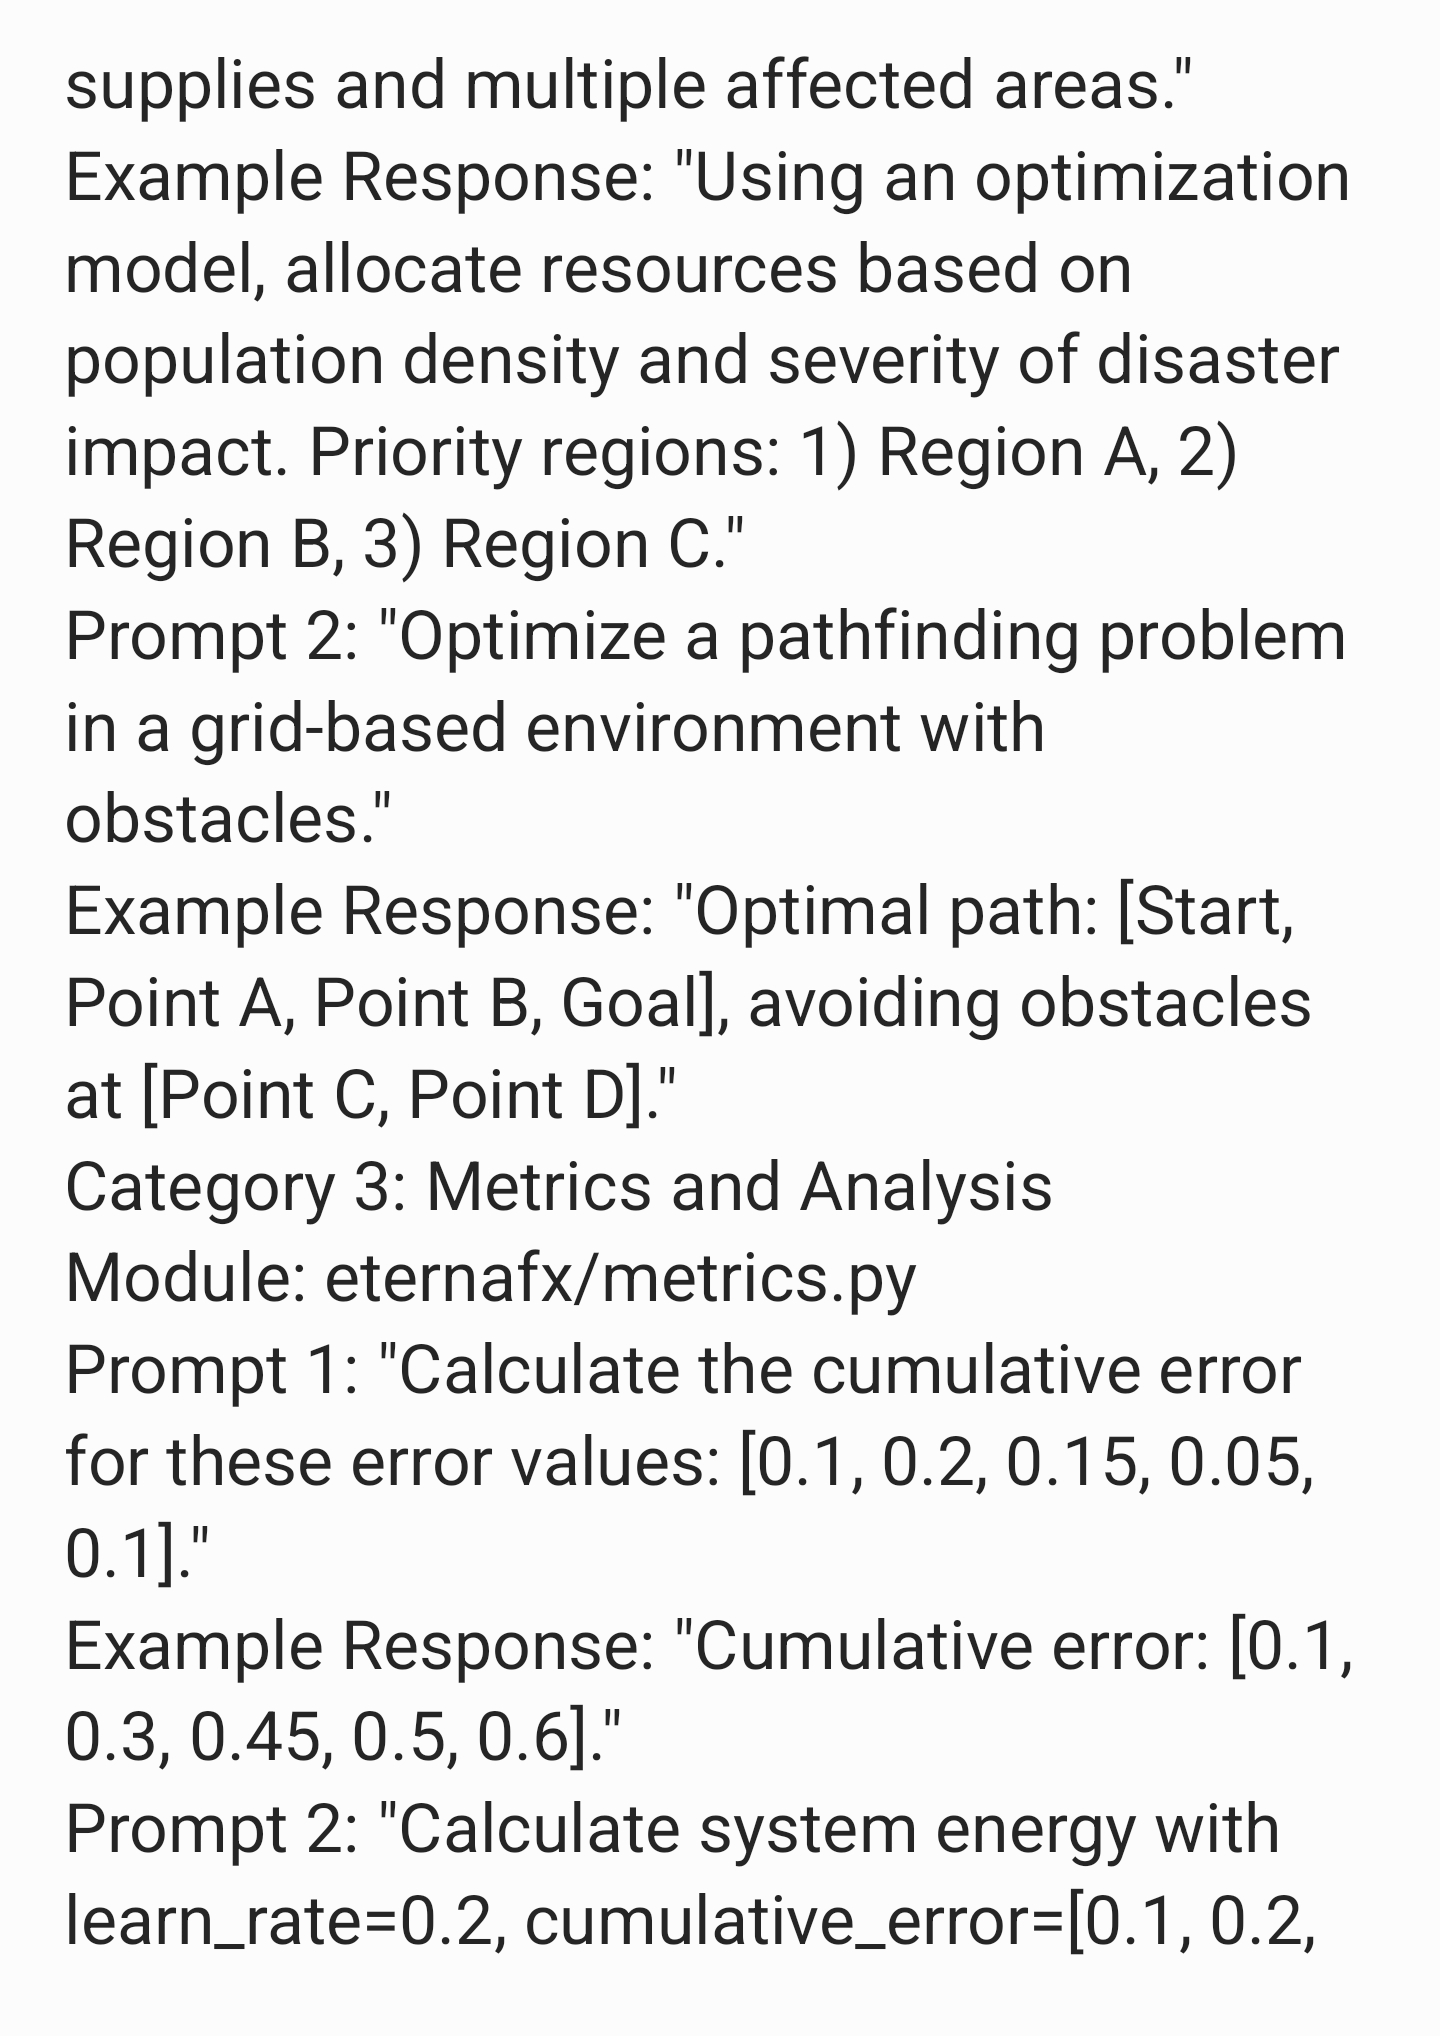 supplies and multiple affected areas."
Example Response: "Using an optimization
model, allocate resources based on
population density and severity of disaster
impact. Priority regions: 1) Region A, 2)
Region B, 3) Region C."
Prompt 2: "Optimize a pathfinding problem
in a grid-based environment with
obstacles."
Example Response: "Optimal path: [Start,
Point A, Point B, Goal], avoiding obstacles
at [Point C, Point D]."
Category 3: Metrics and Analysis
Module: eternafx/metrics.py
Prompt 1: "Calculate the cumulative error
for these error values: [0.1, 0.2, 0.15, 0.05,
0.1]."
Example Response: "Cumulative error: [0.1,
0.3, 0.45, 0.5, 0.6]."
Prompt 2: "Calculate system energy with
learn_rate=0.2, cumulative_error=[0.1, 0.2,